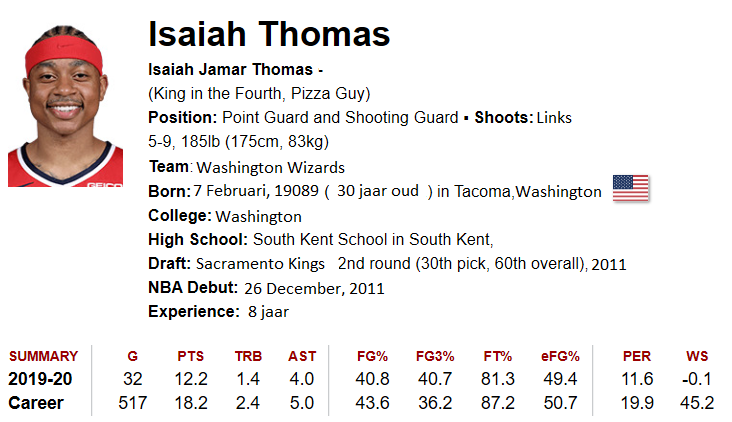 Isaiah Thomas
Isaiah Jamar Thomas -
(King in the Fourth, Pizza Guy)
Position: Point Guard and Shooting Guard ▪ Shoots: Links
5-9, 185lb (175cm, 83kg)
Team: Washington Wizards
Born: 7 Februari, 19089 ( 30 jaar oud ) in Tacoma,Washington
College: Washington
High School: South Kent School in South Kent,
Draft: Sacramento Kings 2nd round (30th pick, 60th overall), 2011
NBA Debut: 26 December, 2011
Experience: 8 jaar
GEICO
SUMMARY G PTS TRB AST FG% FG3% FT% eFG% PER WS
2019-20 32 12.2 1.4 4.0 40.8 40.7 81.3 49.4 11.6 -0.1
Career 517 18.2 2.4 5.0 43.6 36.2 87.2 50.7 19.9 45.2